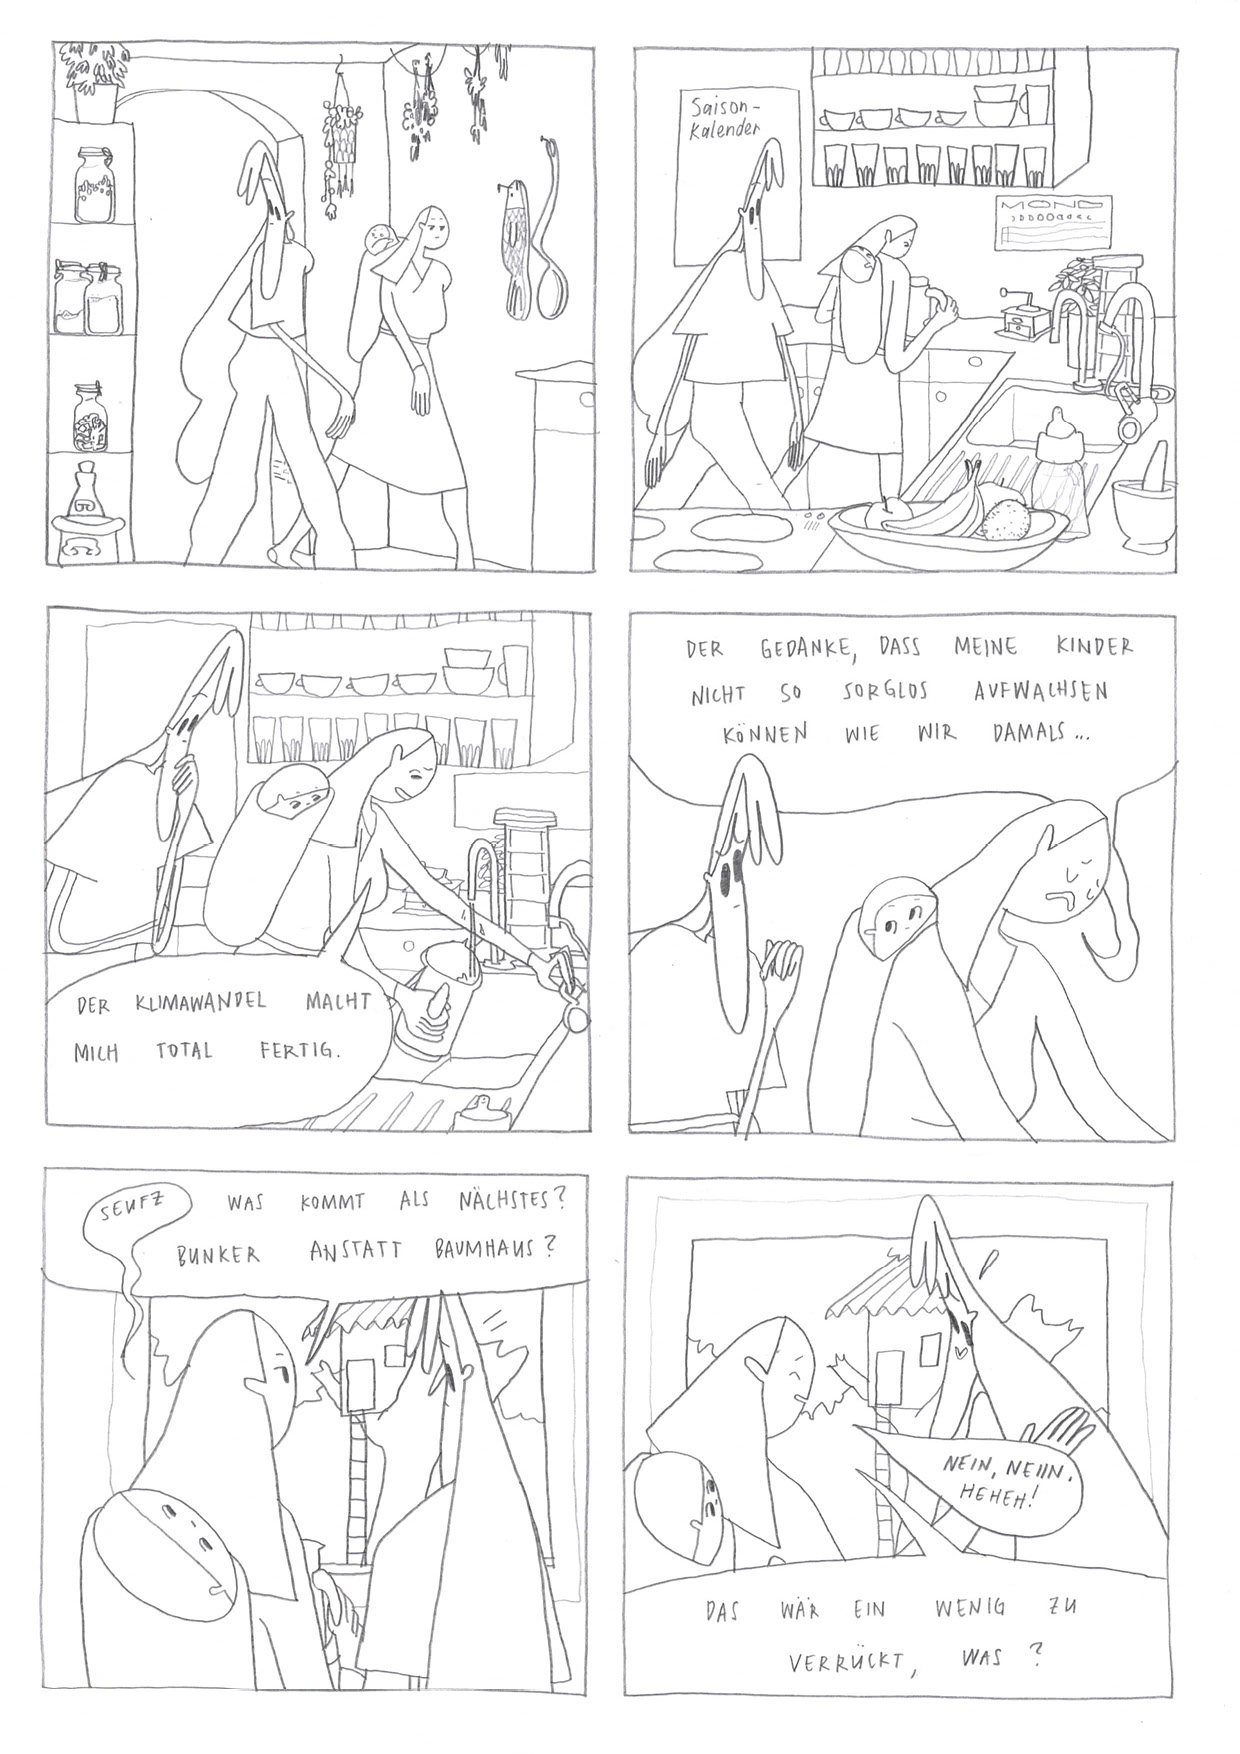 Saison-
Kalender
MOND
DER KLIMAWANDEL MACHT
MICH TOTAL FERTIG.
DER GEDANKE, DASS MEINE KINDER
NICHT SO SORGLOS AUFWACHSEN
KÖNNEN WIE WIR DAMALS...
SEUFZ
WAS KOMMT ALS NÄCHSTES?
BUNKER ANSTATT BAUMHAUS?
NEIN, NEIIN,
HEHEH!
DAS WÄR EIN WENIG ZU
VERRÜCKT, WAS?